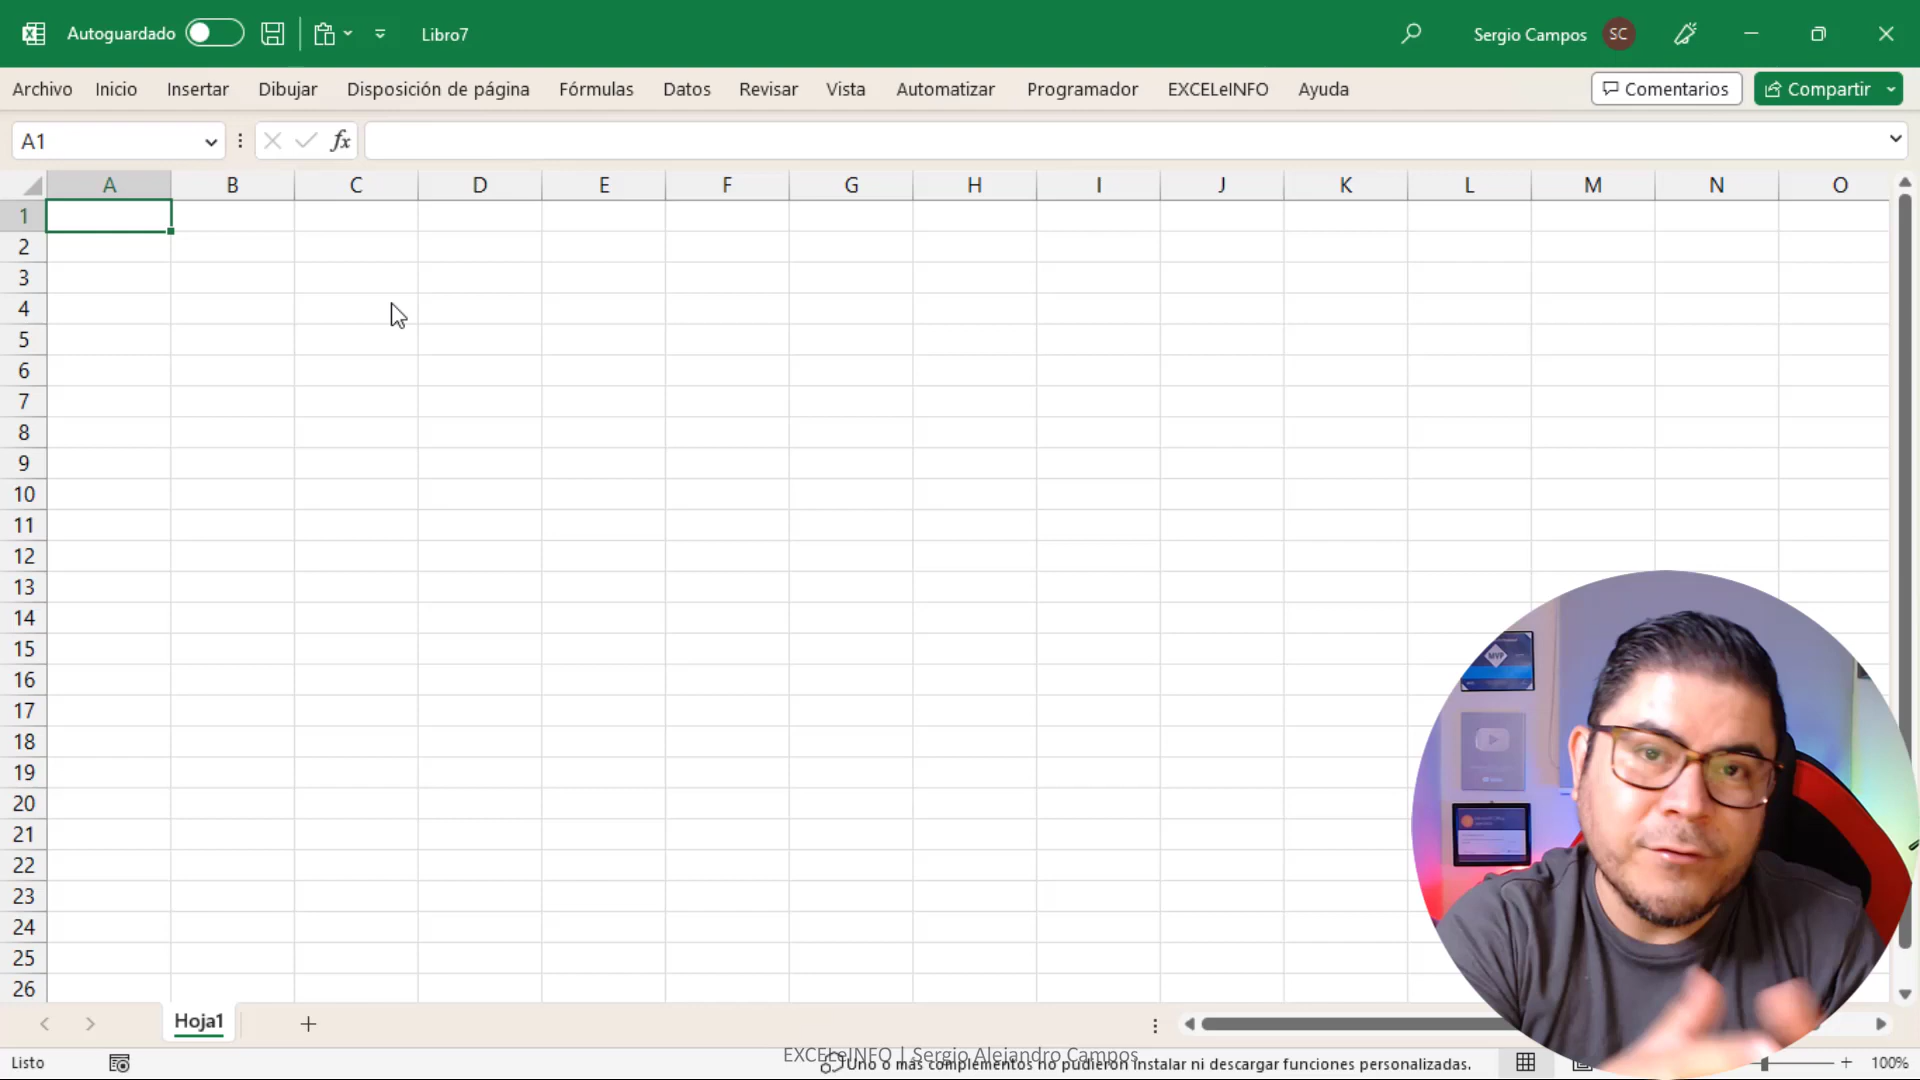 Autoguardado
Libro7
Sergio Campos
SC
Archivo
Inicio
Insertar
Dibujar
Disposición de página
Fórmulas
Datos
Revisar
Vista
Automatizar
Programador
EXCELeINFO
Ayuda
Comentarios
Compartir
A1
fx
A B C D E F G H I J K L M N O
1
2
3
4
5
6
7
8
9
10
11
12
13
14
15
16
17
18
19
20
21
22
23
24
25
26
MVP
Hoja1
EXCELeINFO | Sergio Alejandro Campos
Listo
Uno o más complementos no pudieron instalar ni descargar funciones personalizadas.
100%